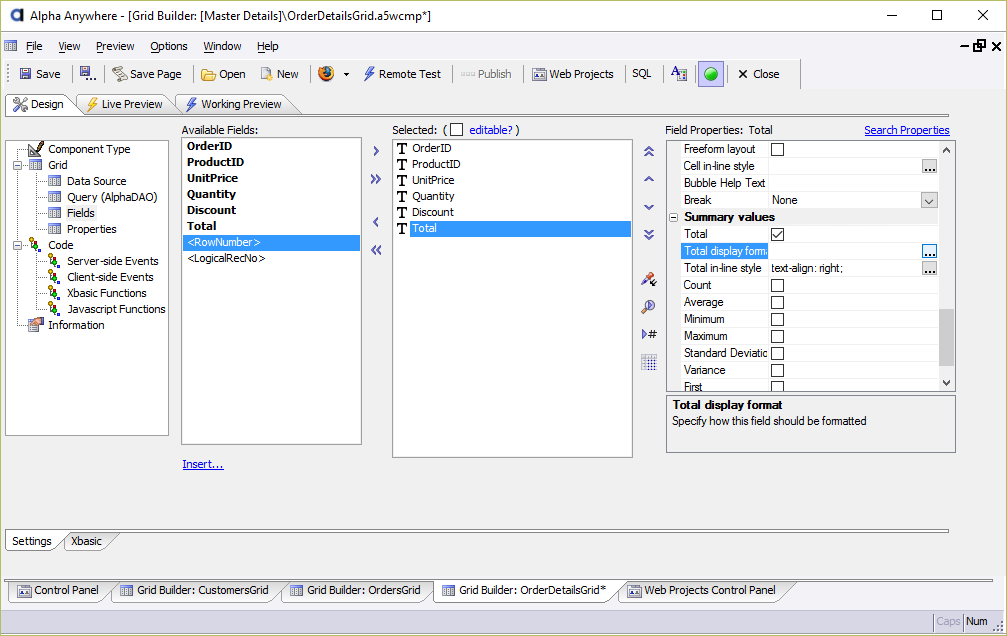 Alpha Anywhere - [Grid Builder: [Master Details]\OrderDetailsGrid.a5wcmp*]
File View Preview Options Window Help
Save Save Page Open New Remote Test Publish Web Projects SQL Close
Design Live Preview Working Preview
Component Type
Grid
Data Source
Query (AlphaDAO)
Fields
Properties
Code
Server-side Events
Client-side Events
Xbasic Functions
Javascript Functions
Information
Available Fields:
OrderID
ProductID
UnitPrice
Quantity
Discount
Total
<RowNumber>
<LogicalRecNo>
Insert...
Selected: ( editable? )
OrderID
ProductID
UnitPrice
Quantity
Discount
Total
Field Properties: Total Search Properties
Freeform layout
Cell in-line style
Bubble Help Text
Break None
Summary values
Total
Total display form
Total in-line style text-align: right;
Count
Average
Minimum
Maximum
Standard Deviatio
Variance
First
Total display format
Specify how this field should be formatted
Settings Xbasic
Control Panel Grid Builder: CustomersGrid Grid Builder: OrdersGrid Grid Builder: OrderDetailsGrid* Web Projects Control Panel
Caps Num